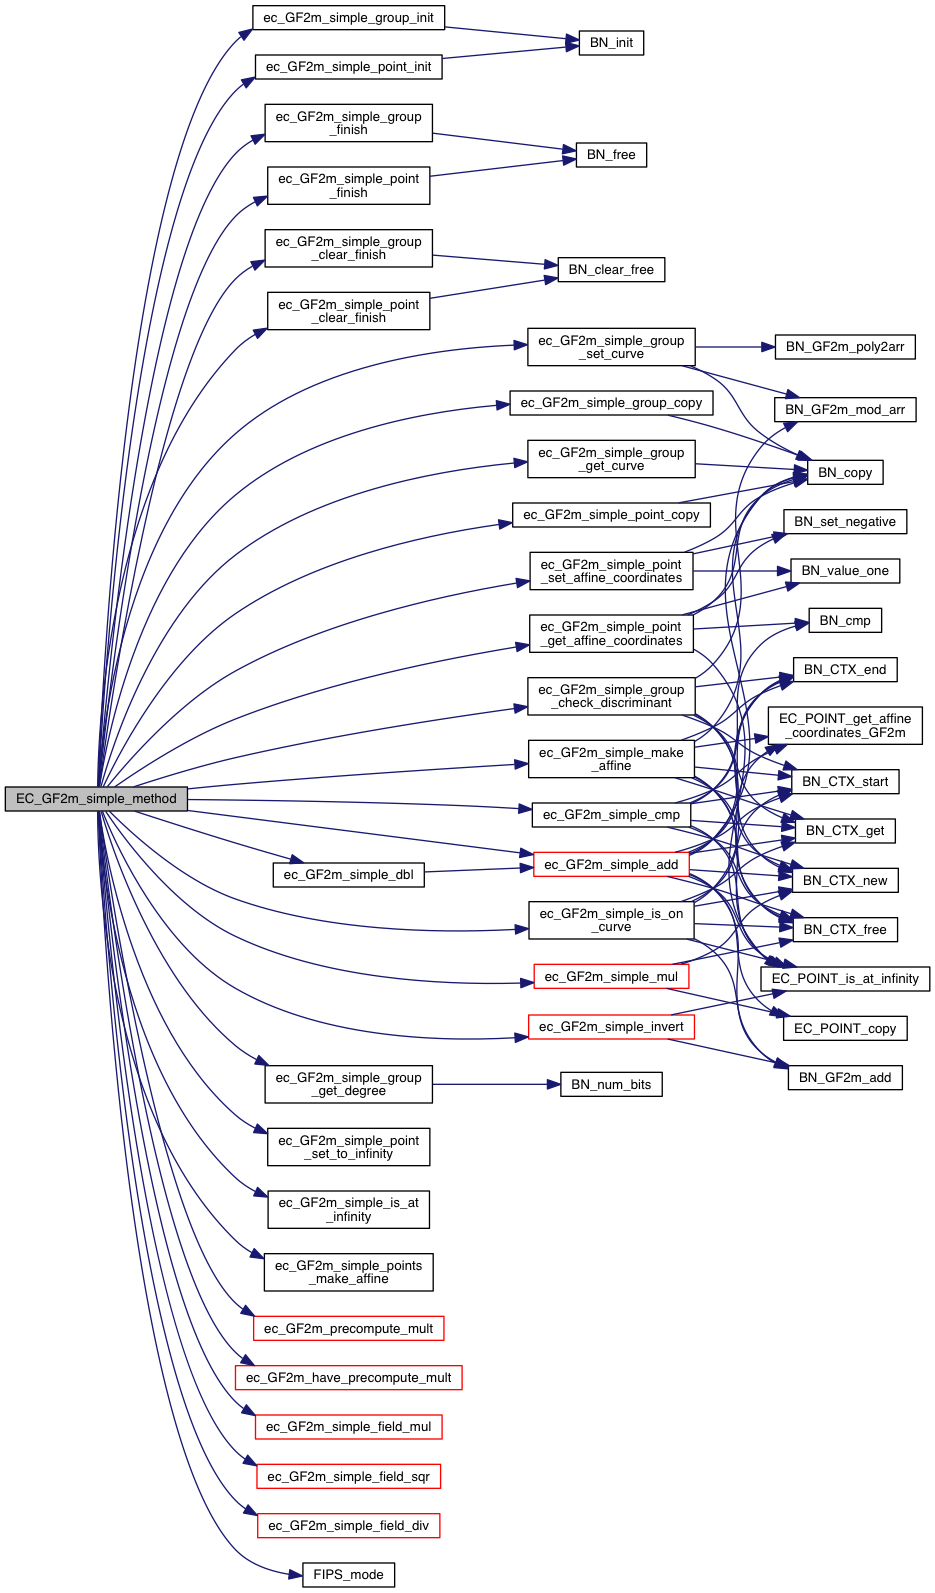 ec_GF2m_simple_group_init
BN_init
ec_GF2m_simple_point_init
ec_GF2m_simple_group
_finish
BN_free
ec_GF2m_simple_point
_finish
ec_GF2m_simple_group
_clear_finish
BN_clear_free
ec_GF2m_simple_point
_clear_finish
ec_GF2m_simple_group
_set_curve
BN_GF2m_poly2arr
ec_GF2m_simple_group_copy
BN_GF2m_mod_arr
ec_GF2m_simple_group
_get_curve
BN_copy
ec_GF2m_simple_point_copy
BN_set_negative
ec_GF2m_simple_point
_set_affine_coordinates
BN_value_one
ec_GF2m_simple_point
_get_affine_coordinates
BN_cmp
ec_GF2m_simple_group
_check_discriminant
BN_CTX_end
EC_POINT_get_affine
_coordinates_GF2m
ec_GF2m_simple_make
_affine
BN_CTX_start
EC_GF2m_simple_method
ec_GF2m_simple_cmp
BN_CTX_get
ec_GF2m_simple_add
ec_GF2m_simple_dbl
BN_CTX_new
ec_GF2m_simple_is_on
_curve
BN_CTX_free
ec_GF2m_simple_mul
EC_POINT_is_at_infinity
ec_GF2m_simple_invert
EC_POINT_copy
ec_GF2m_simple_group
_get_degree
BN_num_bits
BN_GF2m_add
ec_GF2m_simple_point
_set_to_infinity
ec_GF2m_simple_is_at
_infinity
ec_GF2m_simple_points
_make_affine
ec_GF2m_precompute_mult
ec_GF2m_have_precompute_mult
ec_GF2m_simple_field_mul
ec_GF2m_simple_field_sqr
ec_GF2m_simple_field_div
FIPS_mode